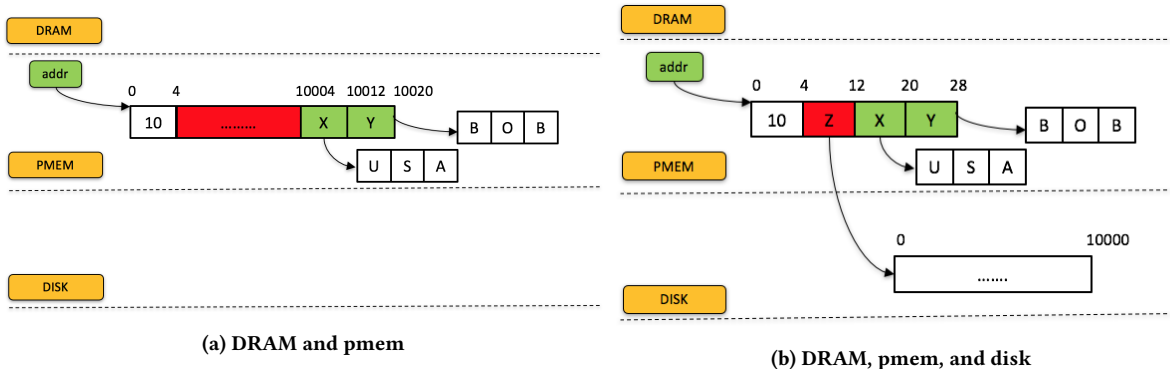 DRAM
addr
0 4 10004 10012 10020
10 ......... X Y
B O B
U S A
PMEM
DISK
(a) DRAM and pmem
DRAM
addr
0 4 12 20 28
10 Z X Y
B O B
U S A
PMEM
0 10000
.......
DISK
(b) DRAM, pmem, and disk